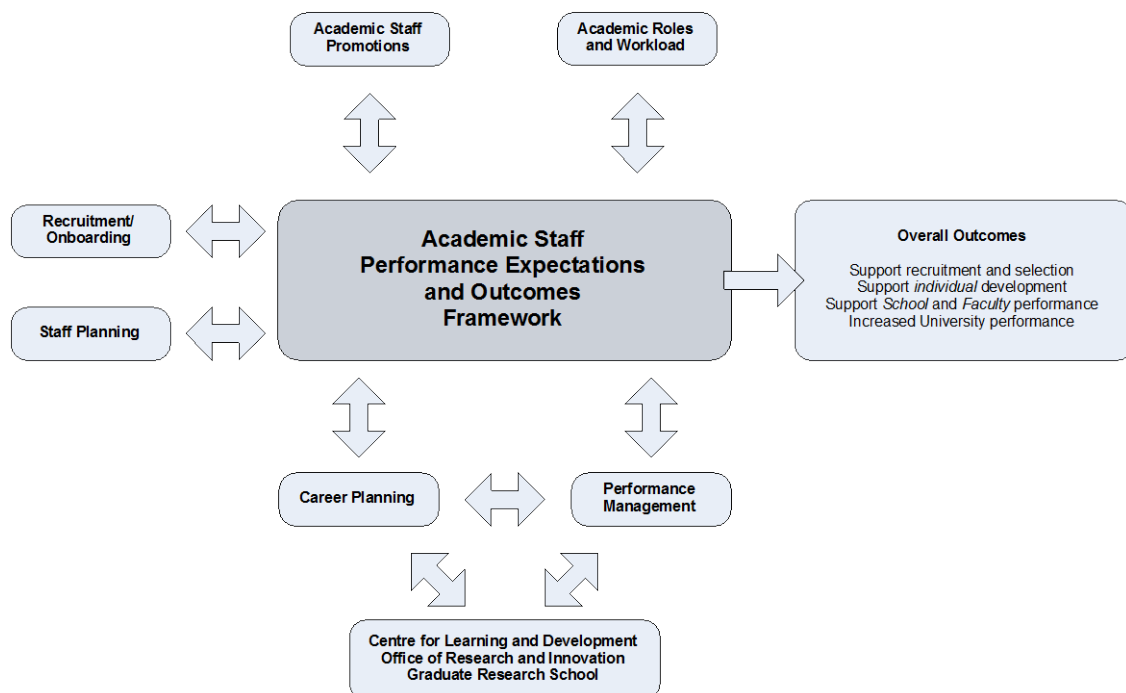 Academic Staff
Promotions
Academic Roles
and Workload
Recruitment/
Onboarding
Staff Planning
Academic Staff
Performance Expectations
and Outcomes
Framework
Overall Outcomes
Support recruitment and selection
Support individual development
Support School and Faculty performance
Increased University performance
Career Planning
Performance
Management
Centre for Learning and Development
Office of Research and Innovation
Graduate Research School